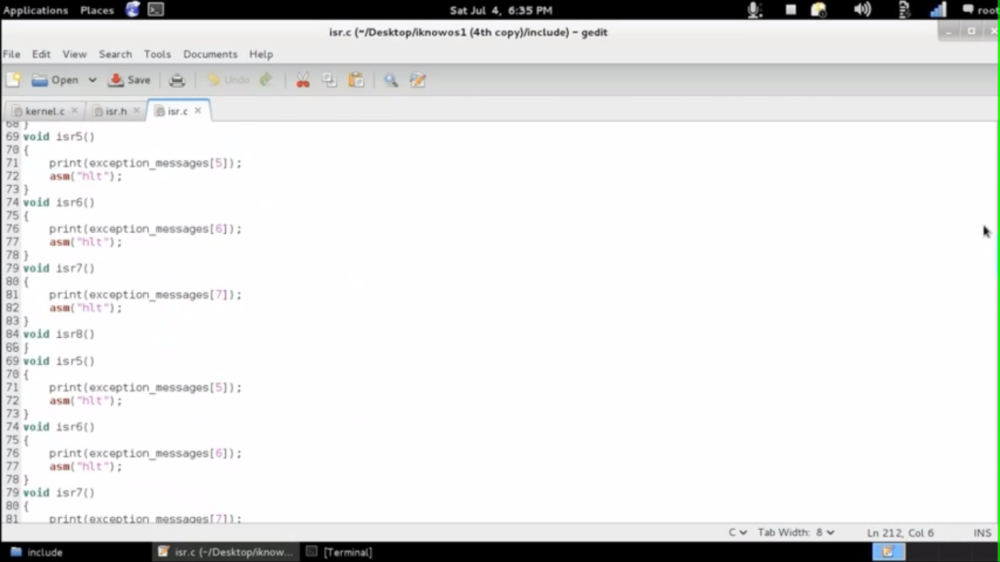 Applications Places Sat Jul 4, 6:35 PM root
isr.c (~/Desktop/iknowos1 (4th copy)/include) - gedit
File Edit View Search Tools Documents Help
Open Save Undo
kernel.c isr.h isr.c
68 }
69 void isr5()
70 {
71 print(exception_messages[5]);
72 asm("hlt");
73 }
74 void isr6()
75 {
76 print(exception_messages[6]);
77 asm("hlt");
78 }
79 void isr7()
80 {
81 print(exception_messages[7]);
82 asm("hlt");
83 }
84 void isr8()
68 }
69 void isr5()
70 {
71 print(exception_messages[5]);
72 asm("hlt");
73 }
74 void isr6()
75 {
76 print(exception_messages[6]);
77 asm("hlt");
78 }
79 void isr7()
80 {
81 print(exception_messages[7]);
C Tab Width: 8 Ln 212, Col 6 INS
include isr.c (~/Desktop/iknow... [Terminal]